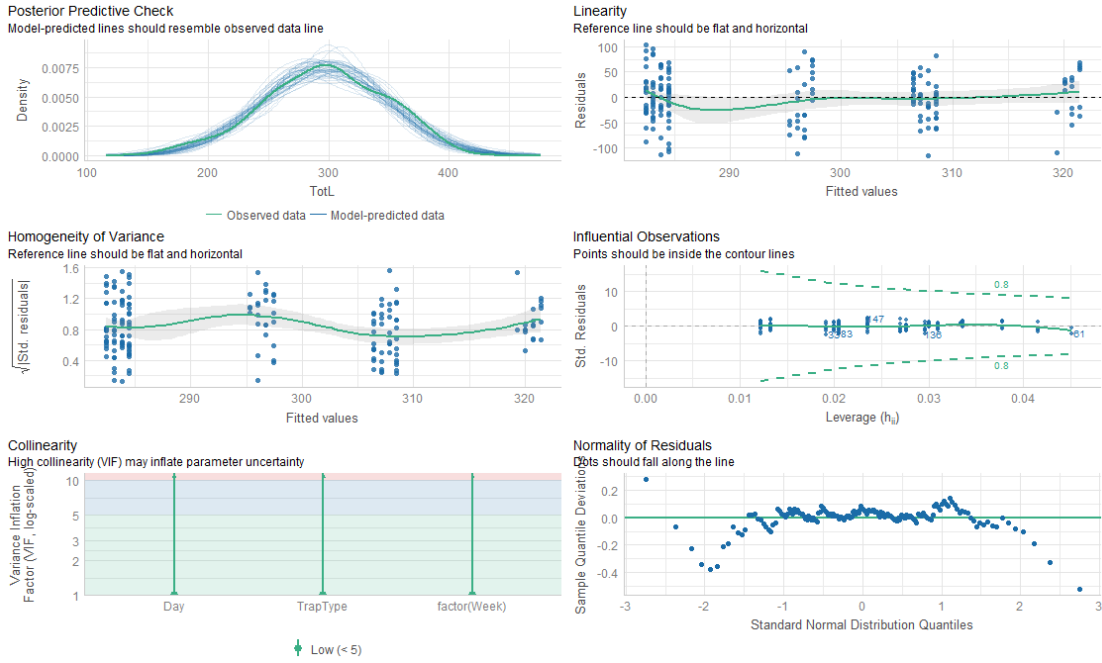 Posterior Predictive Check
Model-predicted lines should resemble observed data line
Density
0.0075
0.0050
0.0025
0.0000
100 200 300 400
TotL
Observed data Model-predicted data
Linearity
Reference line should be flat and horizontal
Residuals
100
50
0
-50
-100
290 300 310 320
Fitted values
Homogeneity of Variance
Reference line should be flat and horizontal
√|Std. residuals|
1.6
1.2
0.8
0.4
290 300 310 320
Fitted values
Influential Observations
Points should be inside the contour lines
Std. Residuals
10
0
-10
0.8
47
83
136
61
0.8
0.00 0.01 0.02 0.03 0.04
Leverage (hii)
Collinearity
High collinearity (VIF) may inflate parameter uncertainty
Variance Inflation
Factor (VIF, log-scaled)
10
5
3
2
1
Day TrapType factor(Week)
Low (< 5)
Normality of Residuals
Dots should fall along the line
Sample Quantile Deviations
0.2
0.0
-0.2
-0.4
-3 -2 -1 0 1 2 3
Standard Normal Distribution Quantiles